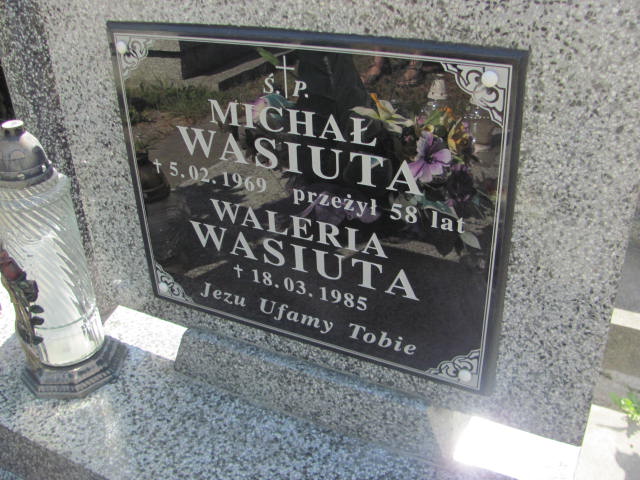 Ś. P.
MICHAŁ
WASIUTA
† 5.02.1969 przeżył 58 lat
WALERIA
WASIUTA
† 18.03.1985
Jezu Ufamy Tobie